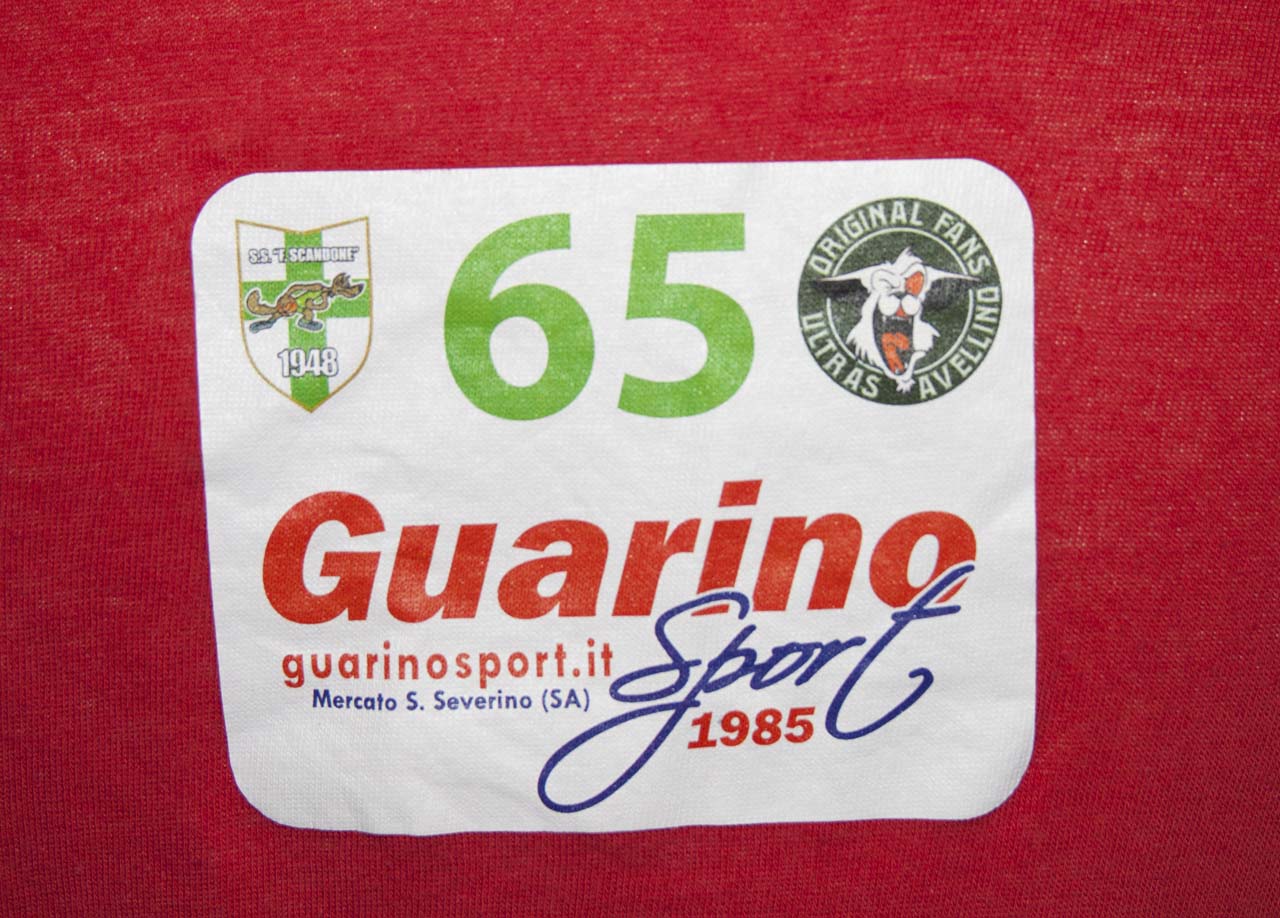 S.S. "F. SCANDONE"
1948
65
ORIGINAL FANS
ULTRAS AVELLINO
Guarino
Sport
guarinosport.it
Mercato S. Severino (SA)
1985